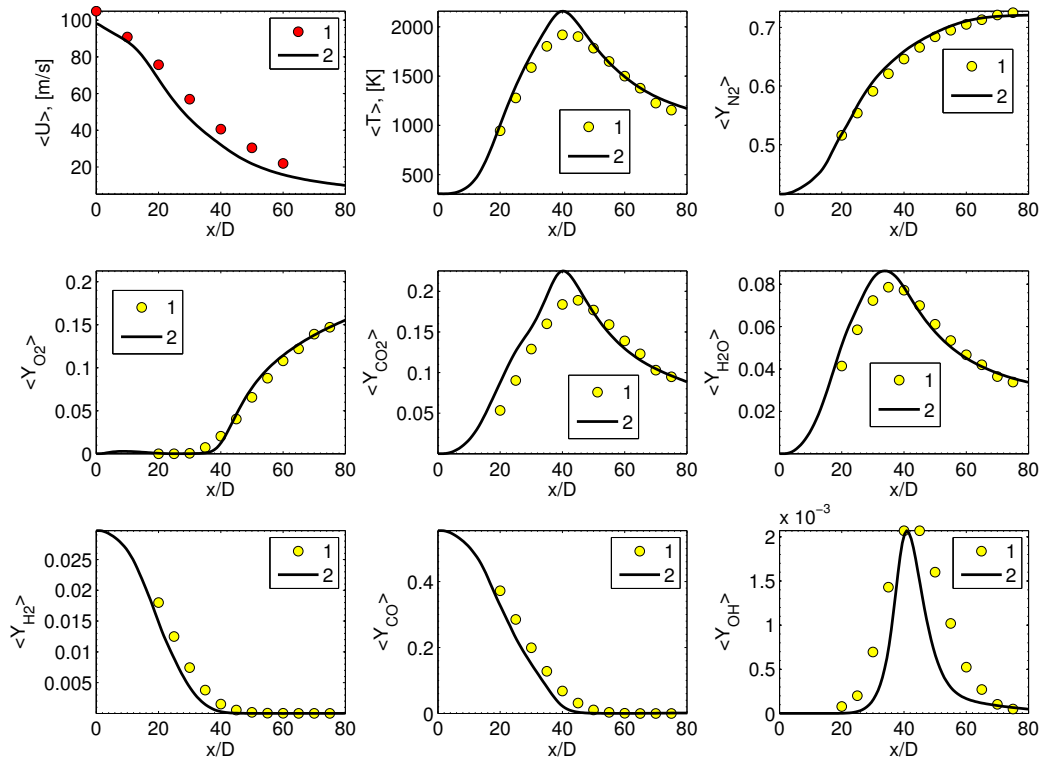 100
80
60
40
20
<U>, [m/s]
0 20 40 60 80
x/D
1
2
2000
1500
1000
500
<T>, [K]
0 20 40 60 80
x/D
1
2
0.7
0.6
0.5
<Y_N2>
0 20 40 60 80
x/D
1
2
0.2
0.15
0.1
0.05
0
<Y_O2>
0 20 40 60 80
x/D
1
2
0.2
0.15
0.1
0.05
<Y_CO2>
0 20 40 60 80
x/D
1
2
0.08
0.06
0.04
0.02
<Y_H2O>
0 20 40 60 80
x/D
1
2
0.025
0.02
0.015
0.01
0.005
<Y_H2>
0 20 40 60 80
x/D
1
2
0.4
0.2
0
<Y_CO>
0 20 40 60 80
x/D
1
2
x 10⁻³
2
1.5
1
0.5
0
<Y_OH>
0 20 40 60 80
x/D
1
2